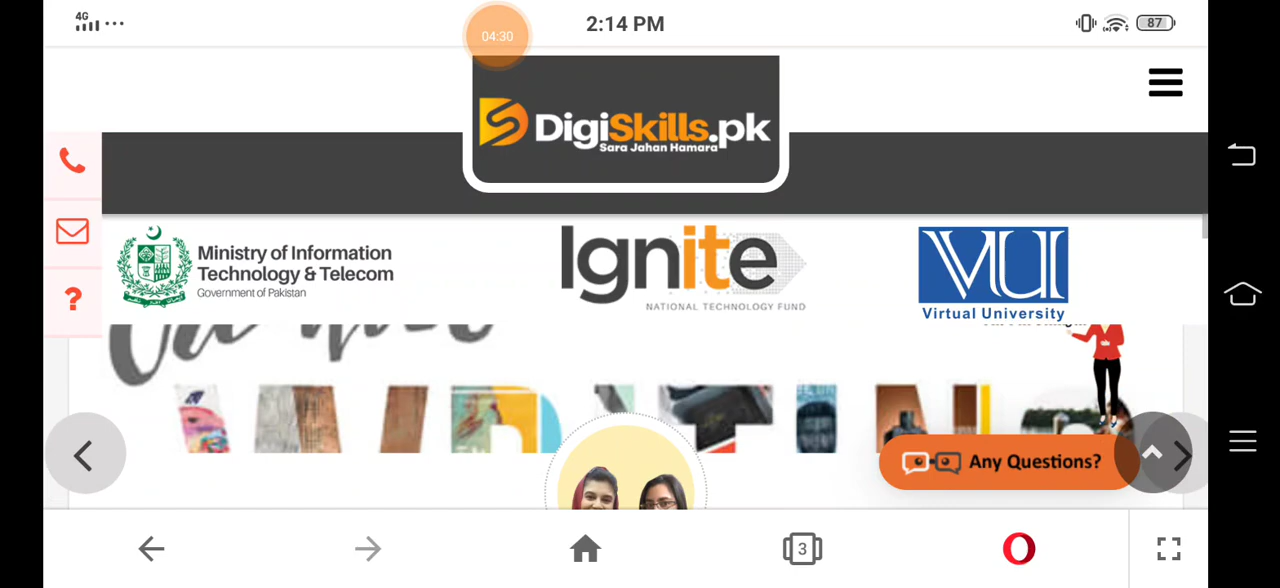 4G
2:14 PM
87
04:30
DigiSkills.pk
Sara Jahan Hamara
Ministry of Information
Technology & Telecom
Government of Pakistan
Ignite
NATIONAL TECHNOLOGY FUND
VU
Virtual University
?
Any Questions?
3